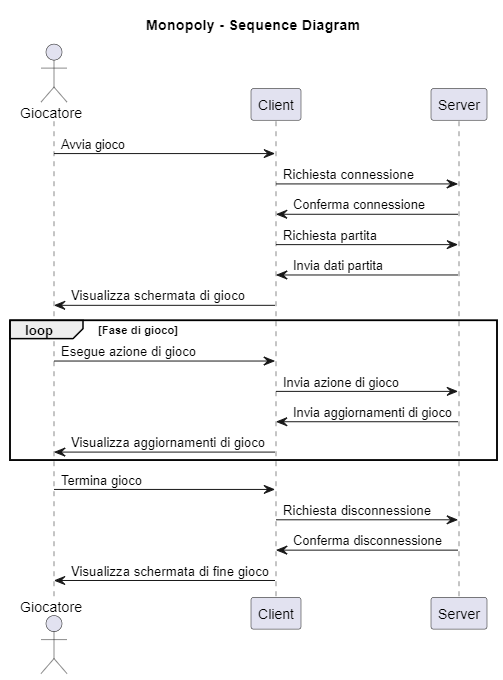 Monopoly - Sequence Diagram
Giocatore
Client
Server
Avvia gioco
Richiesta connessione
Conferma connessione
Richiesta partita
Invia dati partita
Visualizza schermata di gioco
loop [Fase di gioco]
Esegue azione di gioco
Invia azione di gioco
Invia aggiornamenti di gioco
Visualizza aggiornamenti di gioco
Termina gioco
Richiesta disconnessione
Conferma disconnessione
Visualizza schermata di fine gioco
Giocatore
Client
Server